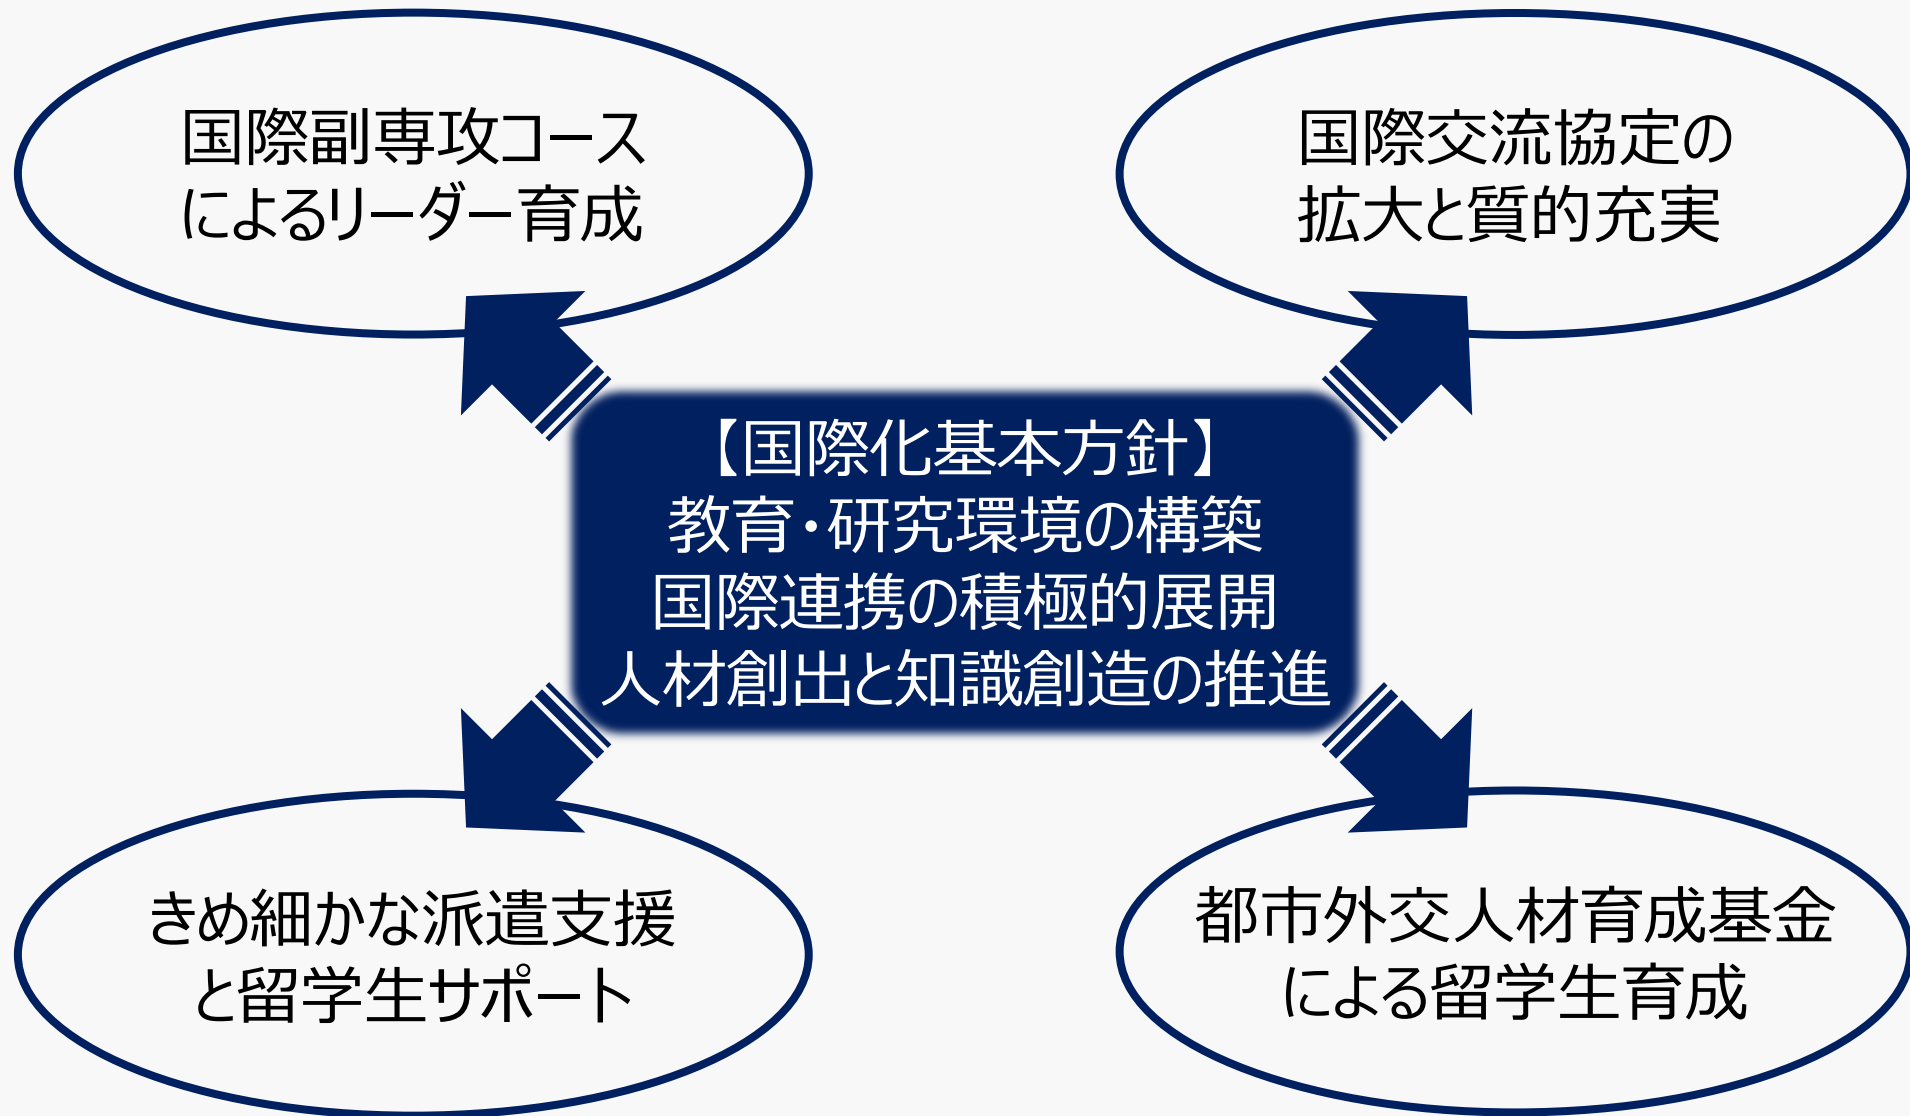 国際副専攻コース
によるリーダー育成
国際交流協定の
拡大と質的充実
【国際化基本方針】
教育・研究環境の構築
国際連携の積極的展開
人材創出と知識創造の推進
きめ細かな派遣支援
と留学生サポート
都市外交人材育成基金
による留学生育成